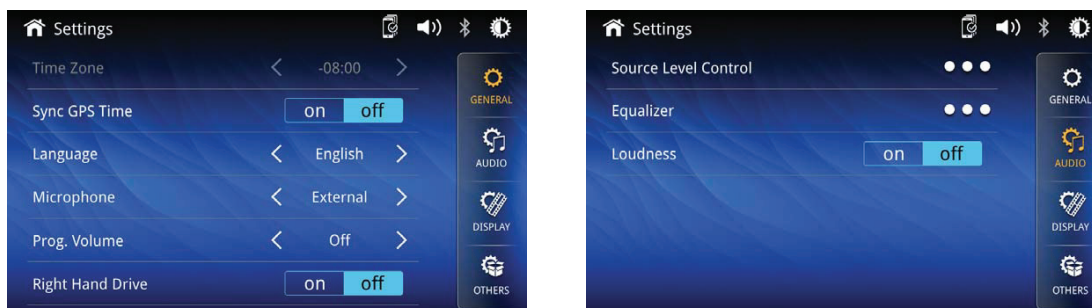 Settings
Time Zone -08:00
Sync GPS Time on off
Language English
Microphone External
Prog. Volume Off
Right Hand Drive on off
GENERAL
AUDIO
DISPLAY
OTHERS
Settings
Source Level Control
Equalizer
Loudness on off
GENERAL
AUDIO
DISPLAY
OTHERS